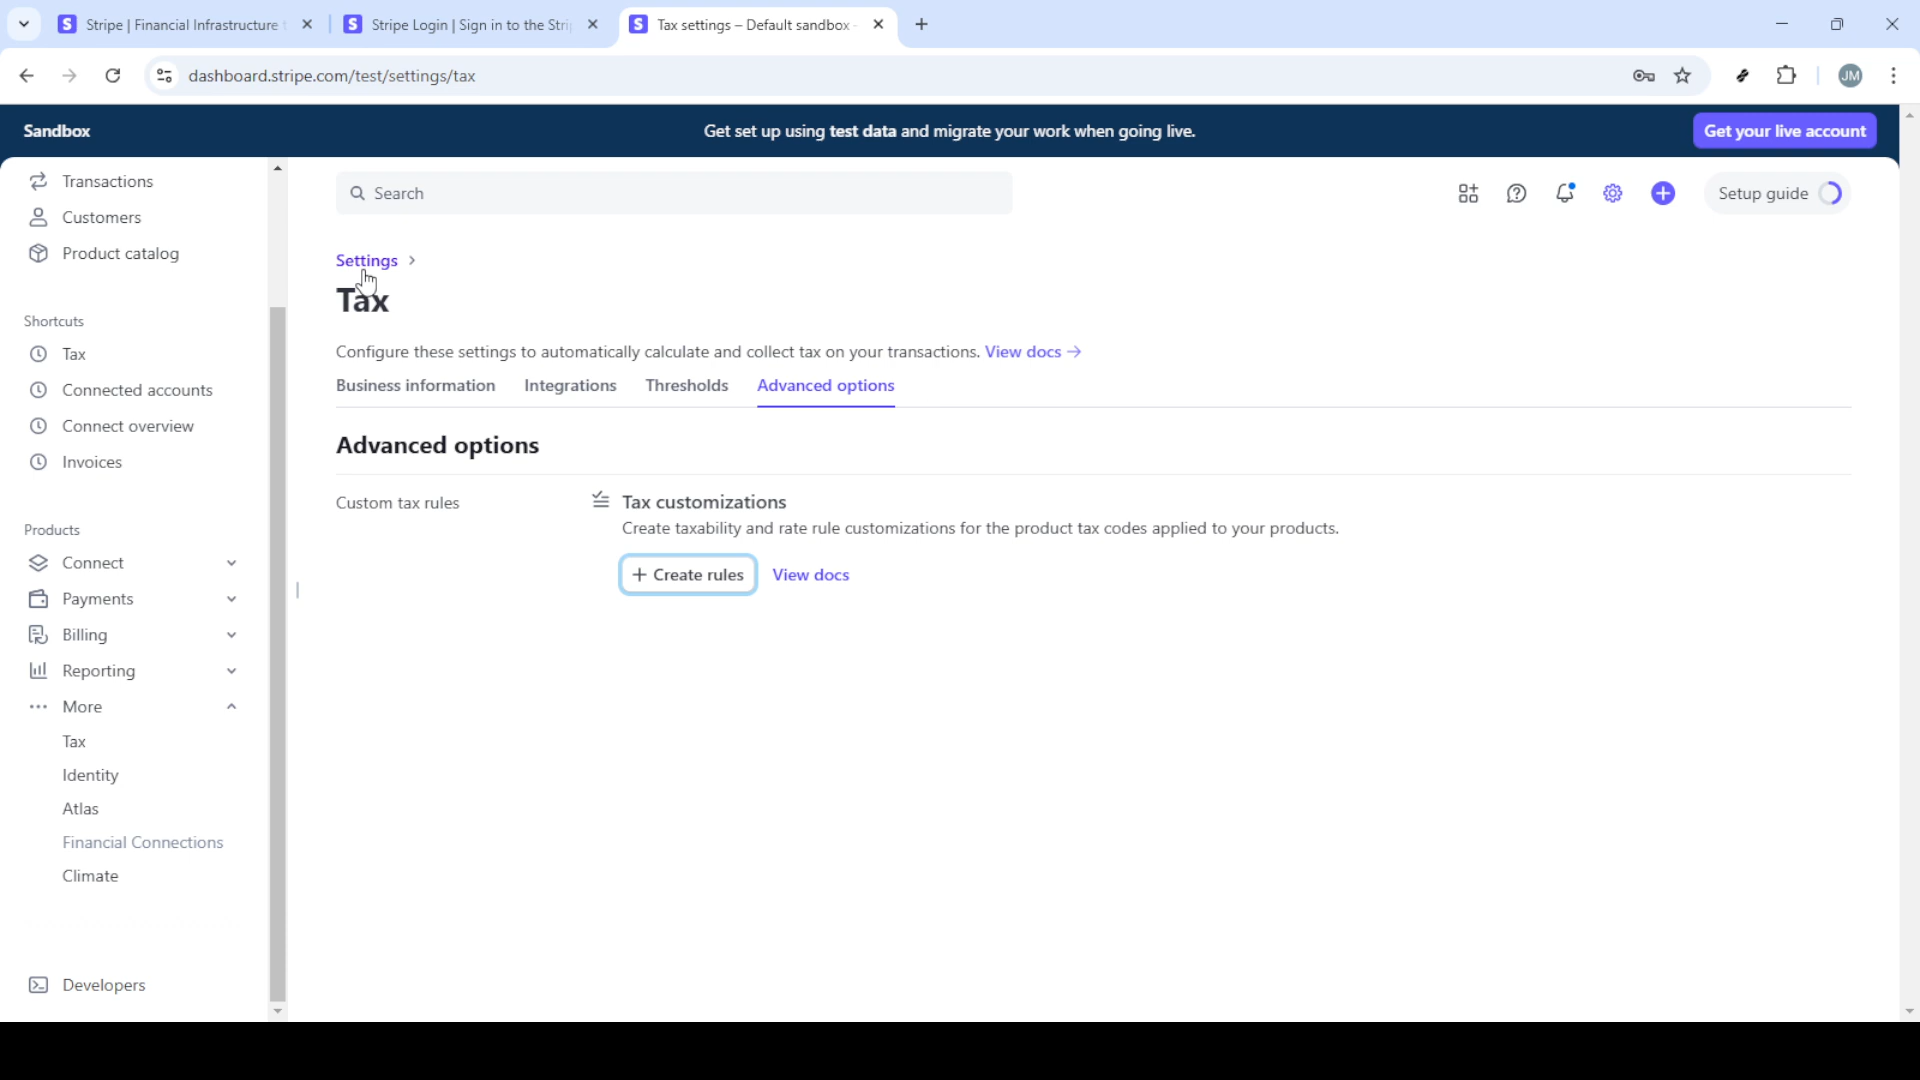 Stripe | Financial Infrastructure t
Stripe Login | Sign in to the Stri
Tax settings – Default sandbox -
dashboard.stripe.com/test/settings/tax
JM
Sandbox
Get set up using test data and migrate your work when going live.
Get your live account
Transactions
Customers
Product catalog
Shortcuts
Tax
Connected accounts
Connect overview
Invoices
Products
Connect
Payments
Billing
Reporting
More
Tax
Identity
Atlas
Financial Connections
Climate
Developers
Search
Setup guide
Settings >
Tax
Configure these settings to automatically calculate and collect tax on your transactions. View docs →
Business information Integrations Thresholds Advanced options
Advanced options
Custom tax rules
Tax customizations
Create taxability and rate rule customizations for the product tax codes applied to your products.
+ Create rules View docs